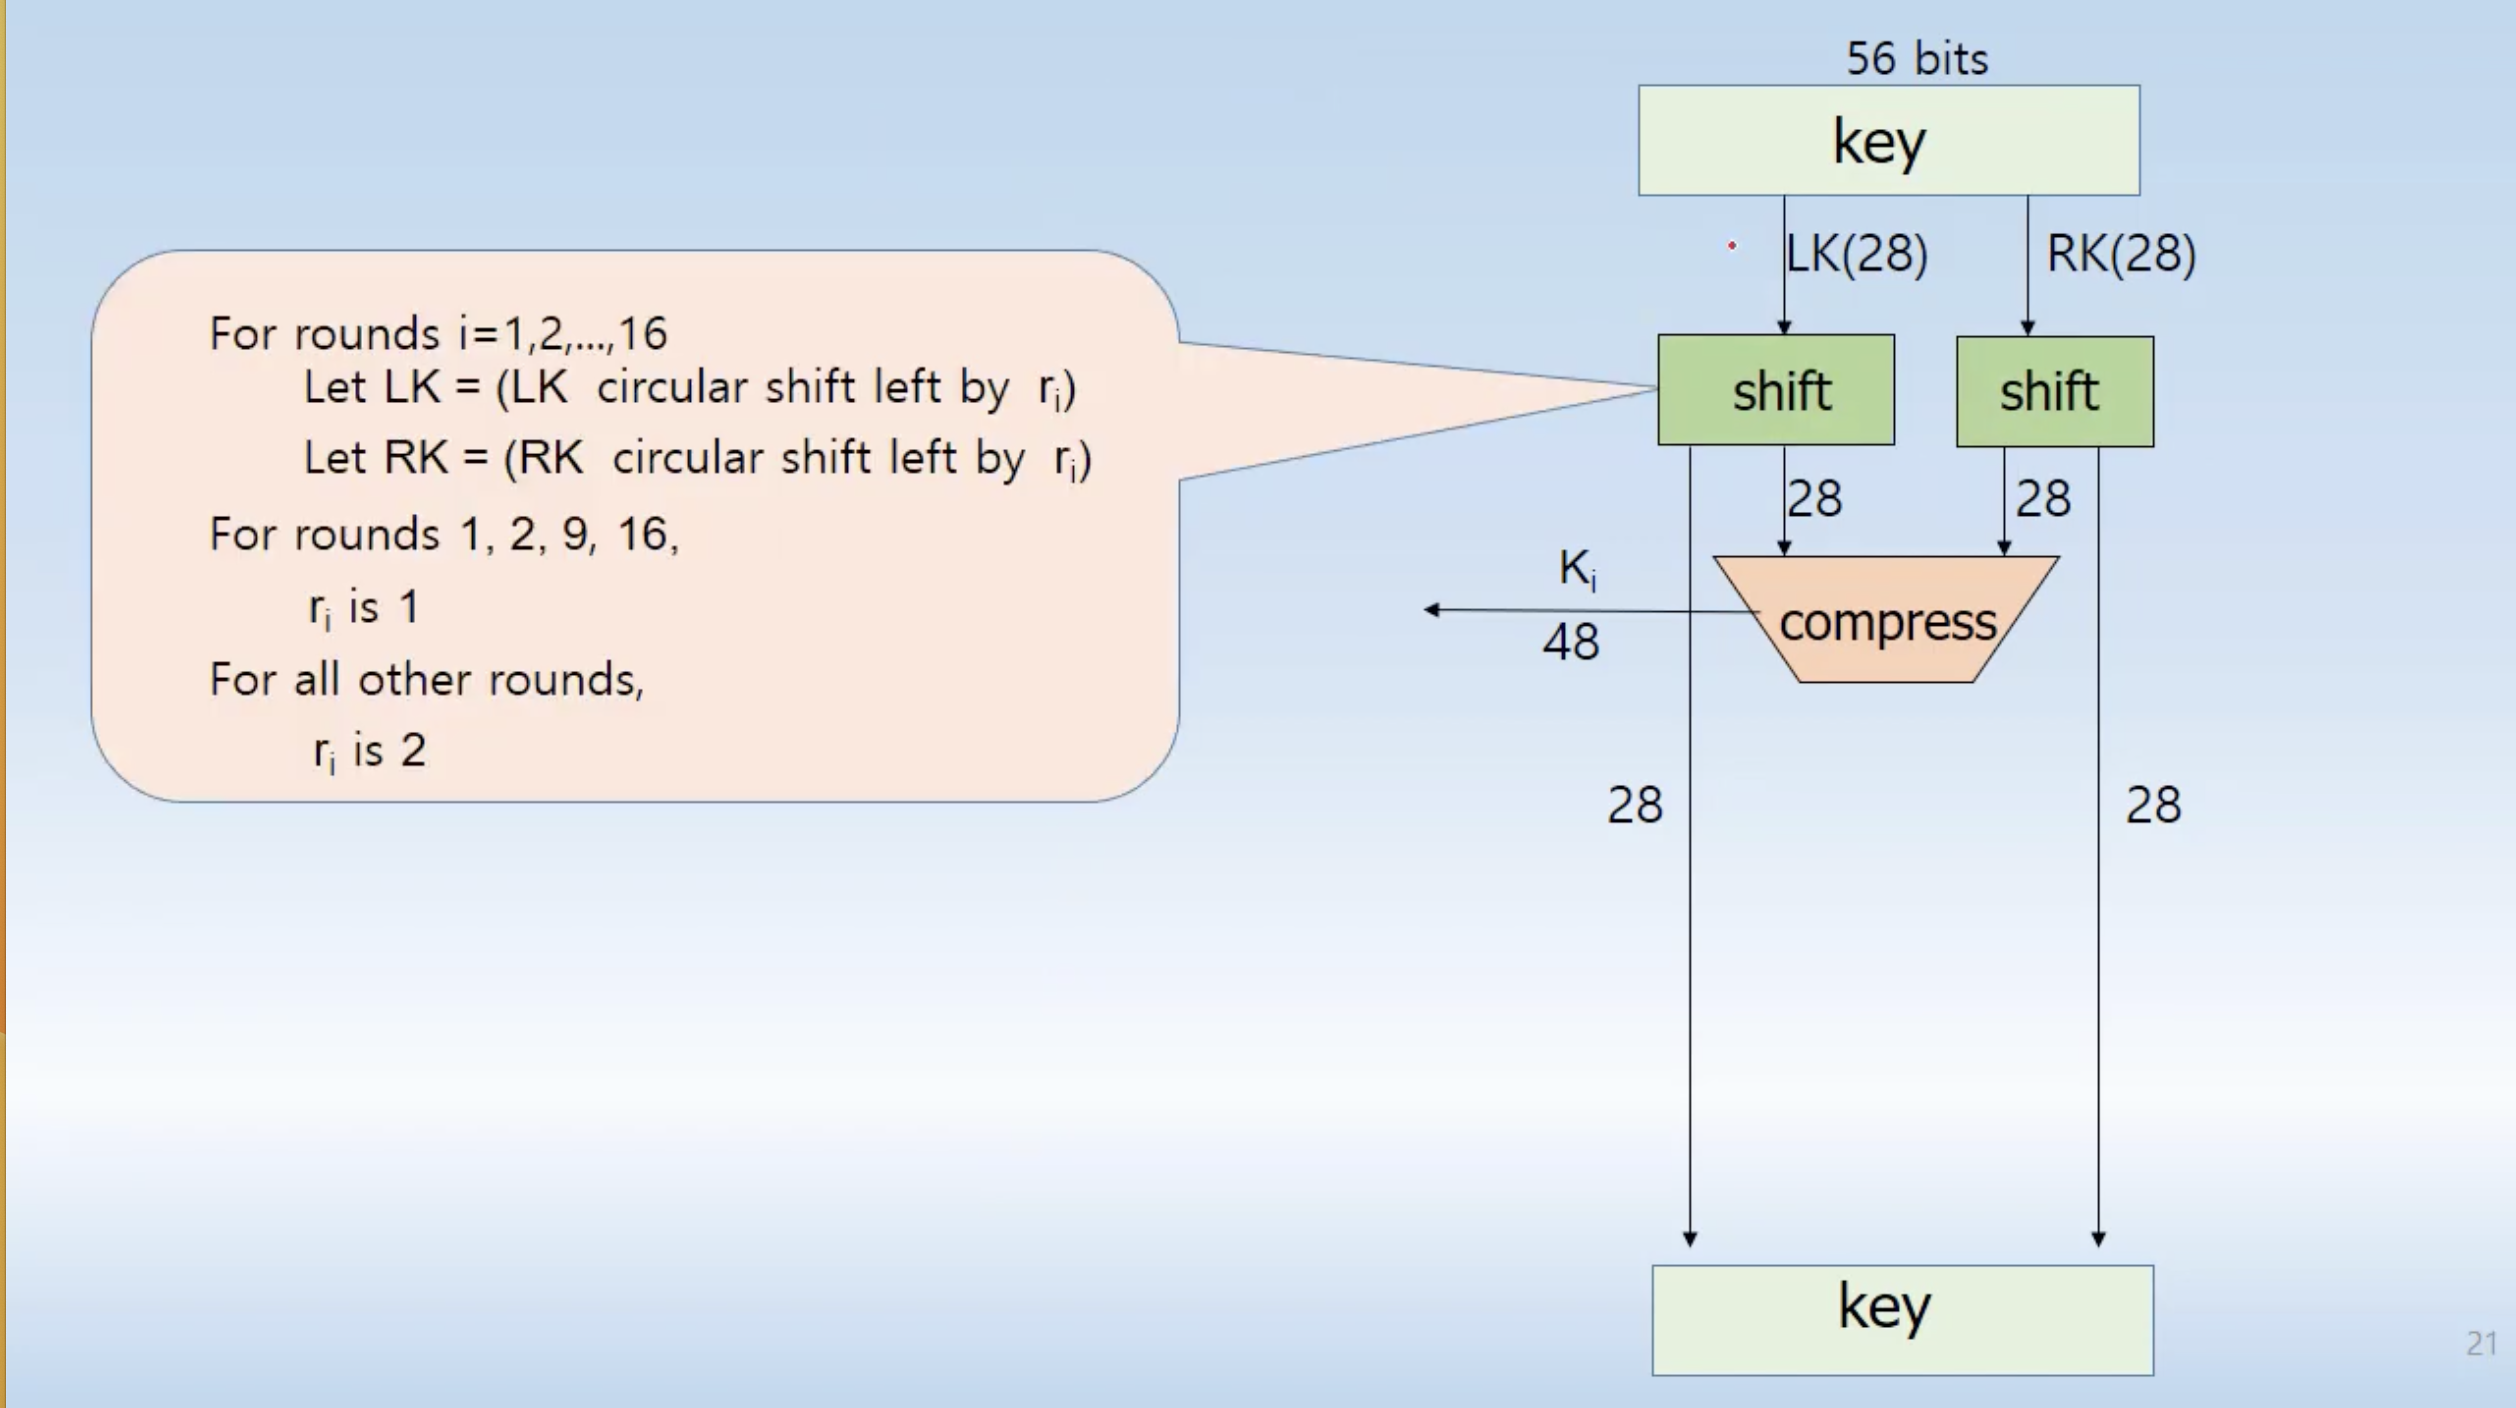 56 bits
key
LK(28)
RK(28)
For rounds i=1,2,...,16
Let LK = (LK circular shift left by rᵢ)
Let RK = (RK circular shift left by rᵢ)
For rounds 1, 2, 9, 16,
rᵢ is 1
For all other rounds,
rᵢ is 2
shift
shift
28
28
Kᵢ
48
compress
28
28
key
21